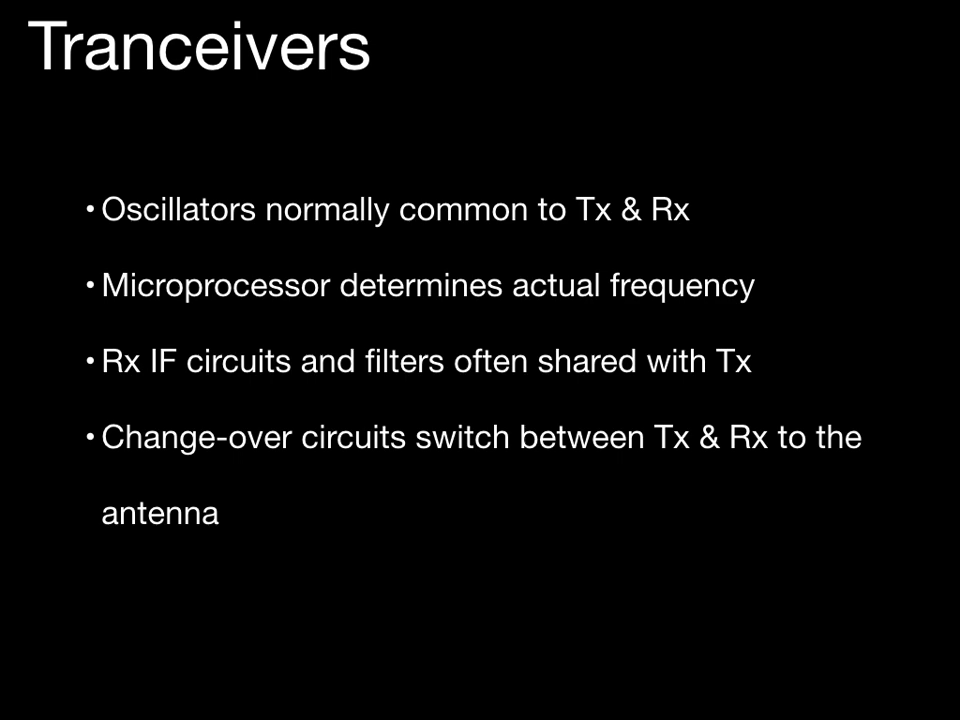 Tranceivers
• Oscillators normally common to Tx & Rx
• Microprocessor determines actual frequency
• Rx IF circuits and filters often shared with Tx
• Change-over circuits switch between Tx & Rx to the
antenna